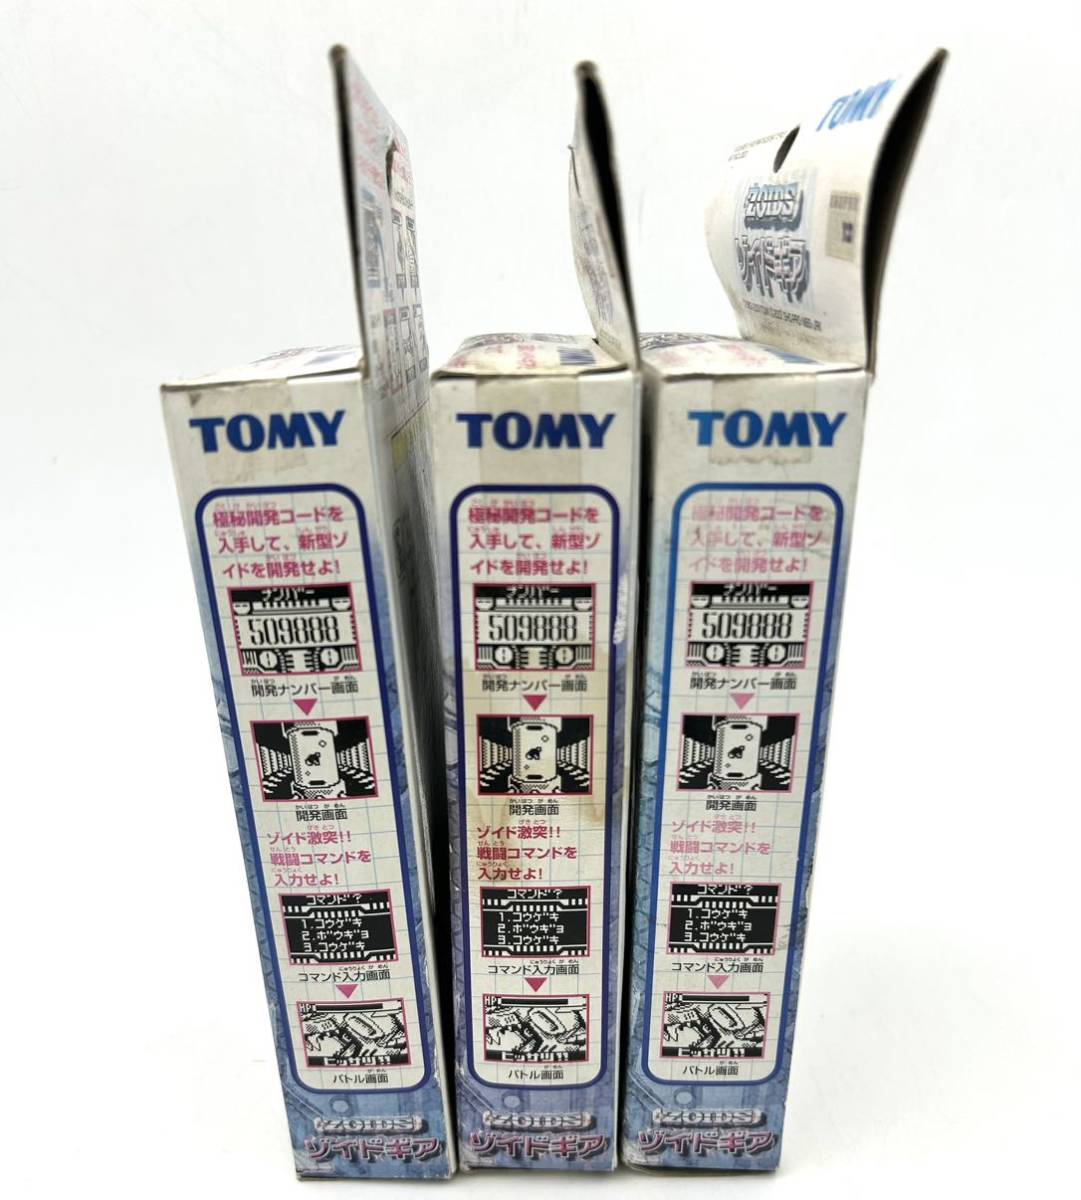 TOMY
ZOIDS
ゾイドギア
TOMY
極秘開発コードを
入手して、新型ゾ
イドを開発せよ!
ナンバー
509888
開発ナンバー画面
開発画面
ゾイド激突!!
戦闘コマンドを
入力せよ!
コマンド?
1.コウゲキ
2.ボウギョ
3.コウゲキ
コマンド入力画面
HP
ヒッサツ!!
バトル画面
ZOIDS
ゾイドギア
TOMY
極秘開発コードを
入手して、新型ゾ
イドを開発せよ!
ナンバー
509888
開発ナンバー画面
開発画面
ゾイド激突!!
戦闘コマンドを
入力せよ!
コマンド?
1.コウゲキ
2.ボウギョ
3.コウゲキ
コマンド入力画面
HP
ヒッサツ!!
バトル画面
ZOIDS
ゾイドギア
TOMY
極秘開発コードを
入手して、新型ゾ
イドを開発せよ!
ナンバー
509888
開発ナンバー画面
開発画面
ゾイド激突!!
戦闘コマンドを
入力せよ!
コマンド?
1.コウゲキ
2.ボウギョ
3.コウゲキ
コマンド入力画面
HP
ヒッサツ!!
バトル画面
ZOIDS
ゾイドギア